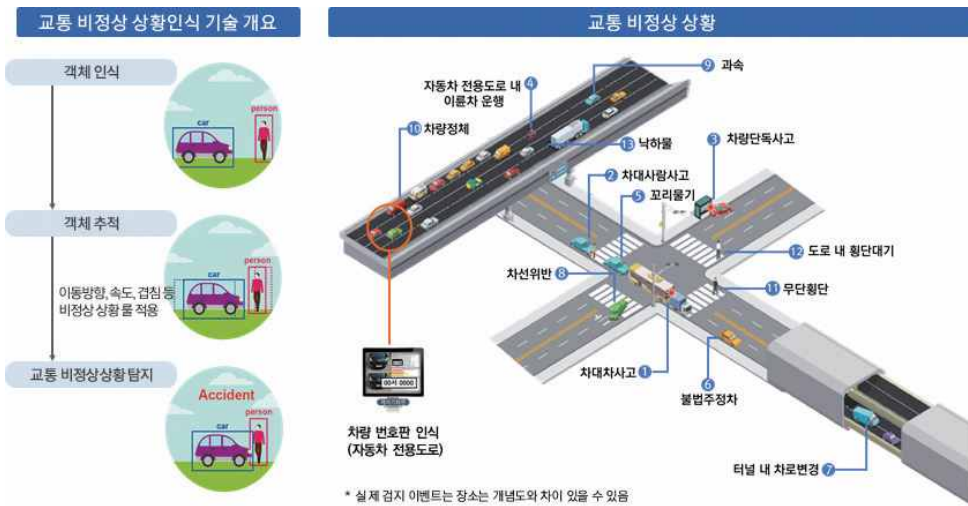 교통 비정상 상황인식 기술 개요
객체 인식
car
person
객체 추적
이동방향, 속도, 겹침 등
비정상 상황 룰 적용
car
person
교통 비정상상황 탐지
Accident
car
person
교통 비정상 상황
9 과속
자동차 전용도로 내 4
이륜차 운행
10 차량정체
13 낙하물
3 차량단독사고
2 차대사람사고
5 꼬리물기
12 도로 내 횡단대기
차선위반 8
11 무단횡단
차대차사고 1
6
불법주정차
00서 0000
차량 번호판 인식
(자동차 전용도로)
터널 내 차로변경 7
* 실제 검지 이벤트는 장소는 개념도와 차이 있을 수 있음